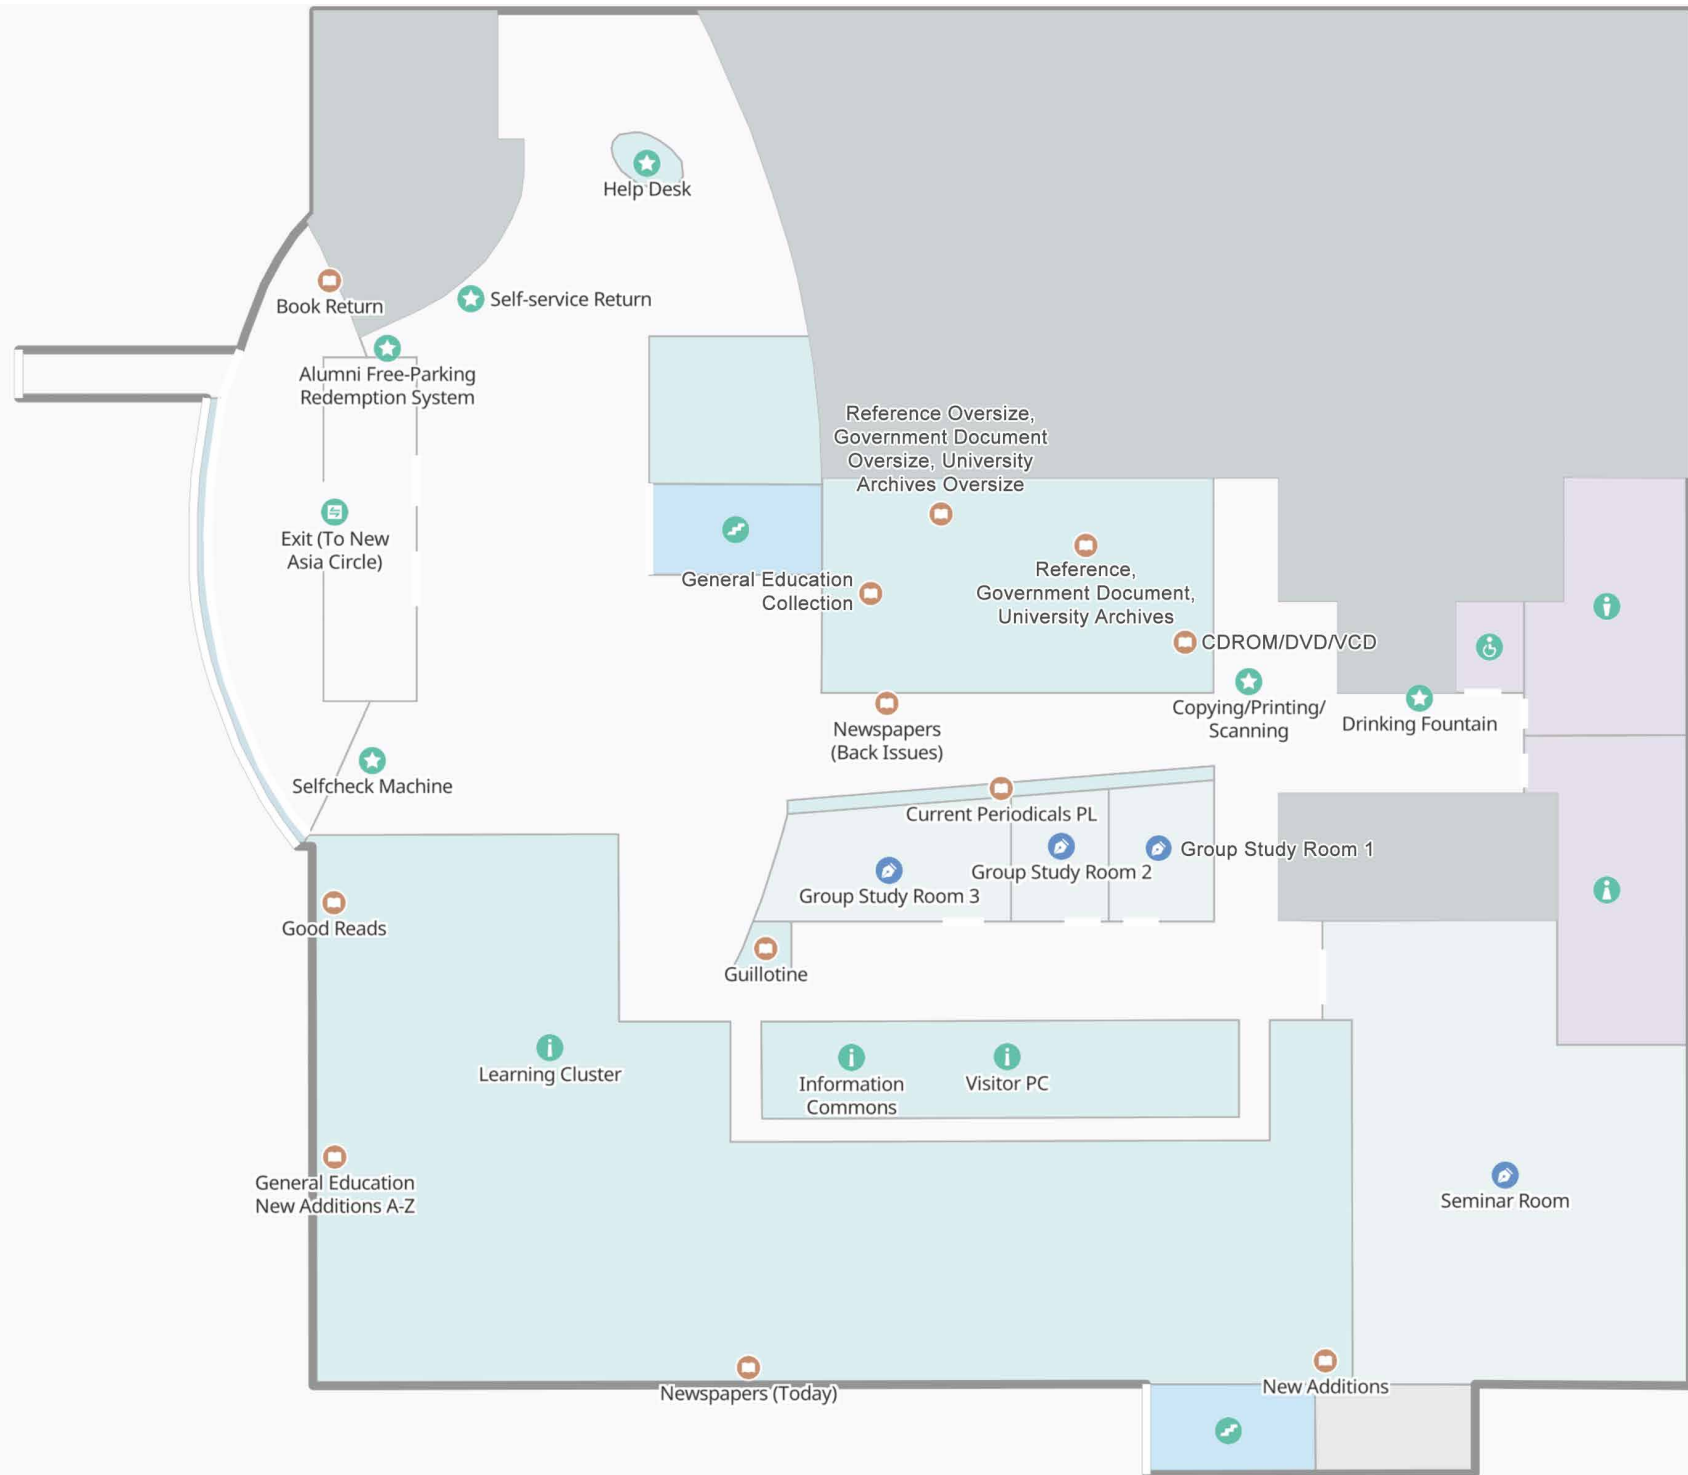 Help Desk
Book Return
Self-service Return
Alumni Free-Parking
Redemption System
Reference Oversize,
Government Document
Oversize, University
Archives Oversize
Exit (To New
Asia Circle)
General Education
Collection
Reference,
Government Document,
University Archives
CDROM/DVD/VCD
Newspapers
(Back Issues)
Copying/Printing/
Scanning
Drinking Fountain
Selfcheck Machine
Current Periodicals PL
Group Study Room 3
Group Study Room 2
Group Study Room 1
Good Reads
Guillotine
Learning Cluster
Information
Commons
Visitor PC
General Education
New Additions A-Z
Seminar Room
Newspapers (Today)
New Additions